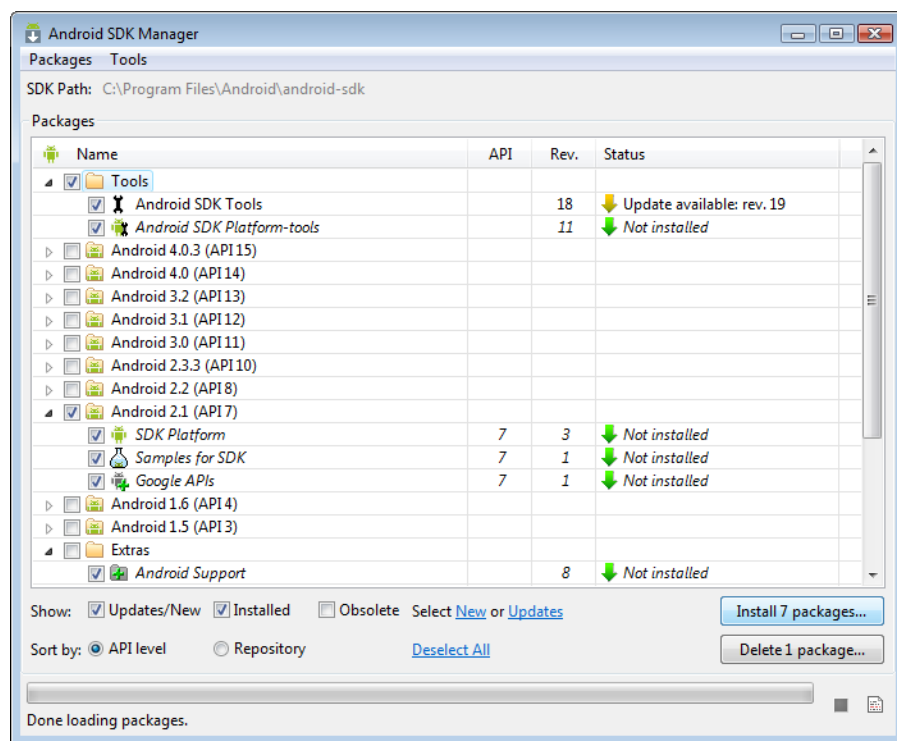 Android SDK Manager
Packages Tools
SDK Path: C:\Program Files\Android\android-sdk
Packages
Name API Rev. Status
Tools
Android SDK Tools 18 Update available: rev. 19
Android SDK Platform-tools 11 Not installed
Android 4.0.3 (API 15)
Android 4.0 (API 14)
Android 3.2 (API 13)
Android 3.1 (API 12)
Android 3.0 (API 11)
Android 2.3.3 (API 10)
Android 2.2 (API 8)
Android 2.1 (API 7)
SDK Platform 7 3 Not installed
Samples for SDK 7 1 Not installed
Google APIs 7 1 Not installed
Android 1.6 (API 4)
Android 1.5 (API 3)
Extras
Android Support 8 Not installed
Show: Updates/New Installed Obsolete Select New or Updates Install 7 packages...
Sort by: API level Repository Deselect All Delete 1 package...
Done loading packages.